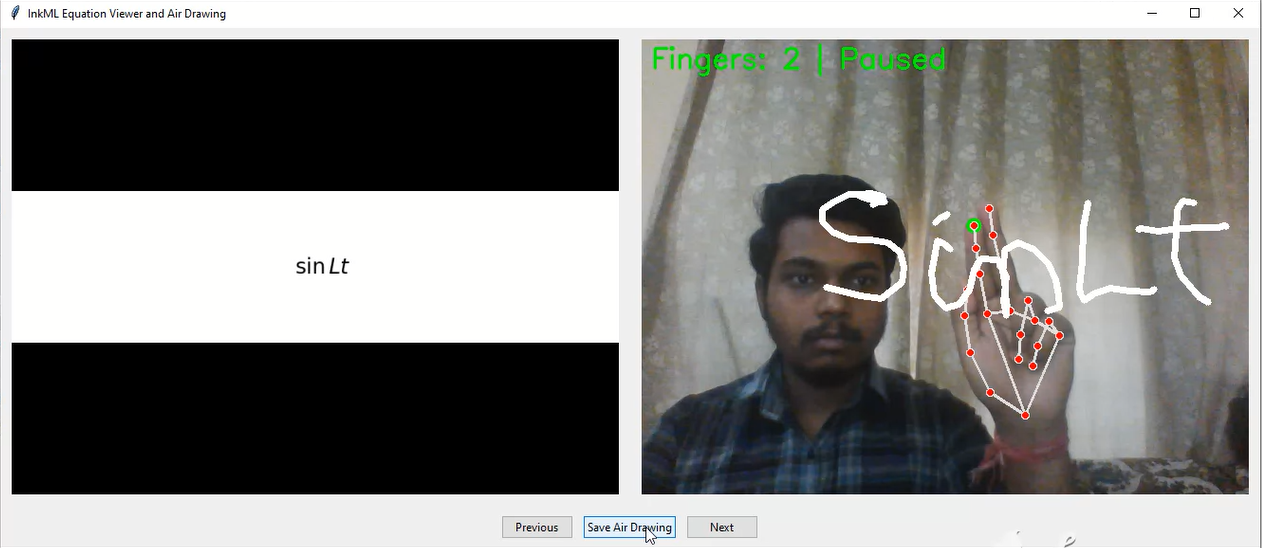 InkML Equation Viewer and Air Drawing
sin Lt
Fingers: 2 | Paused
SinLt
Previous
Save Air Drawing
Next